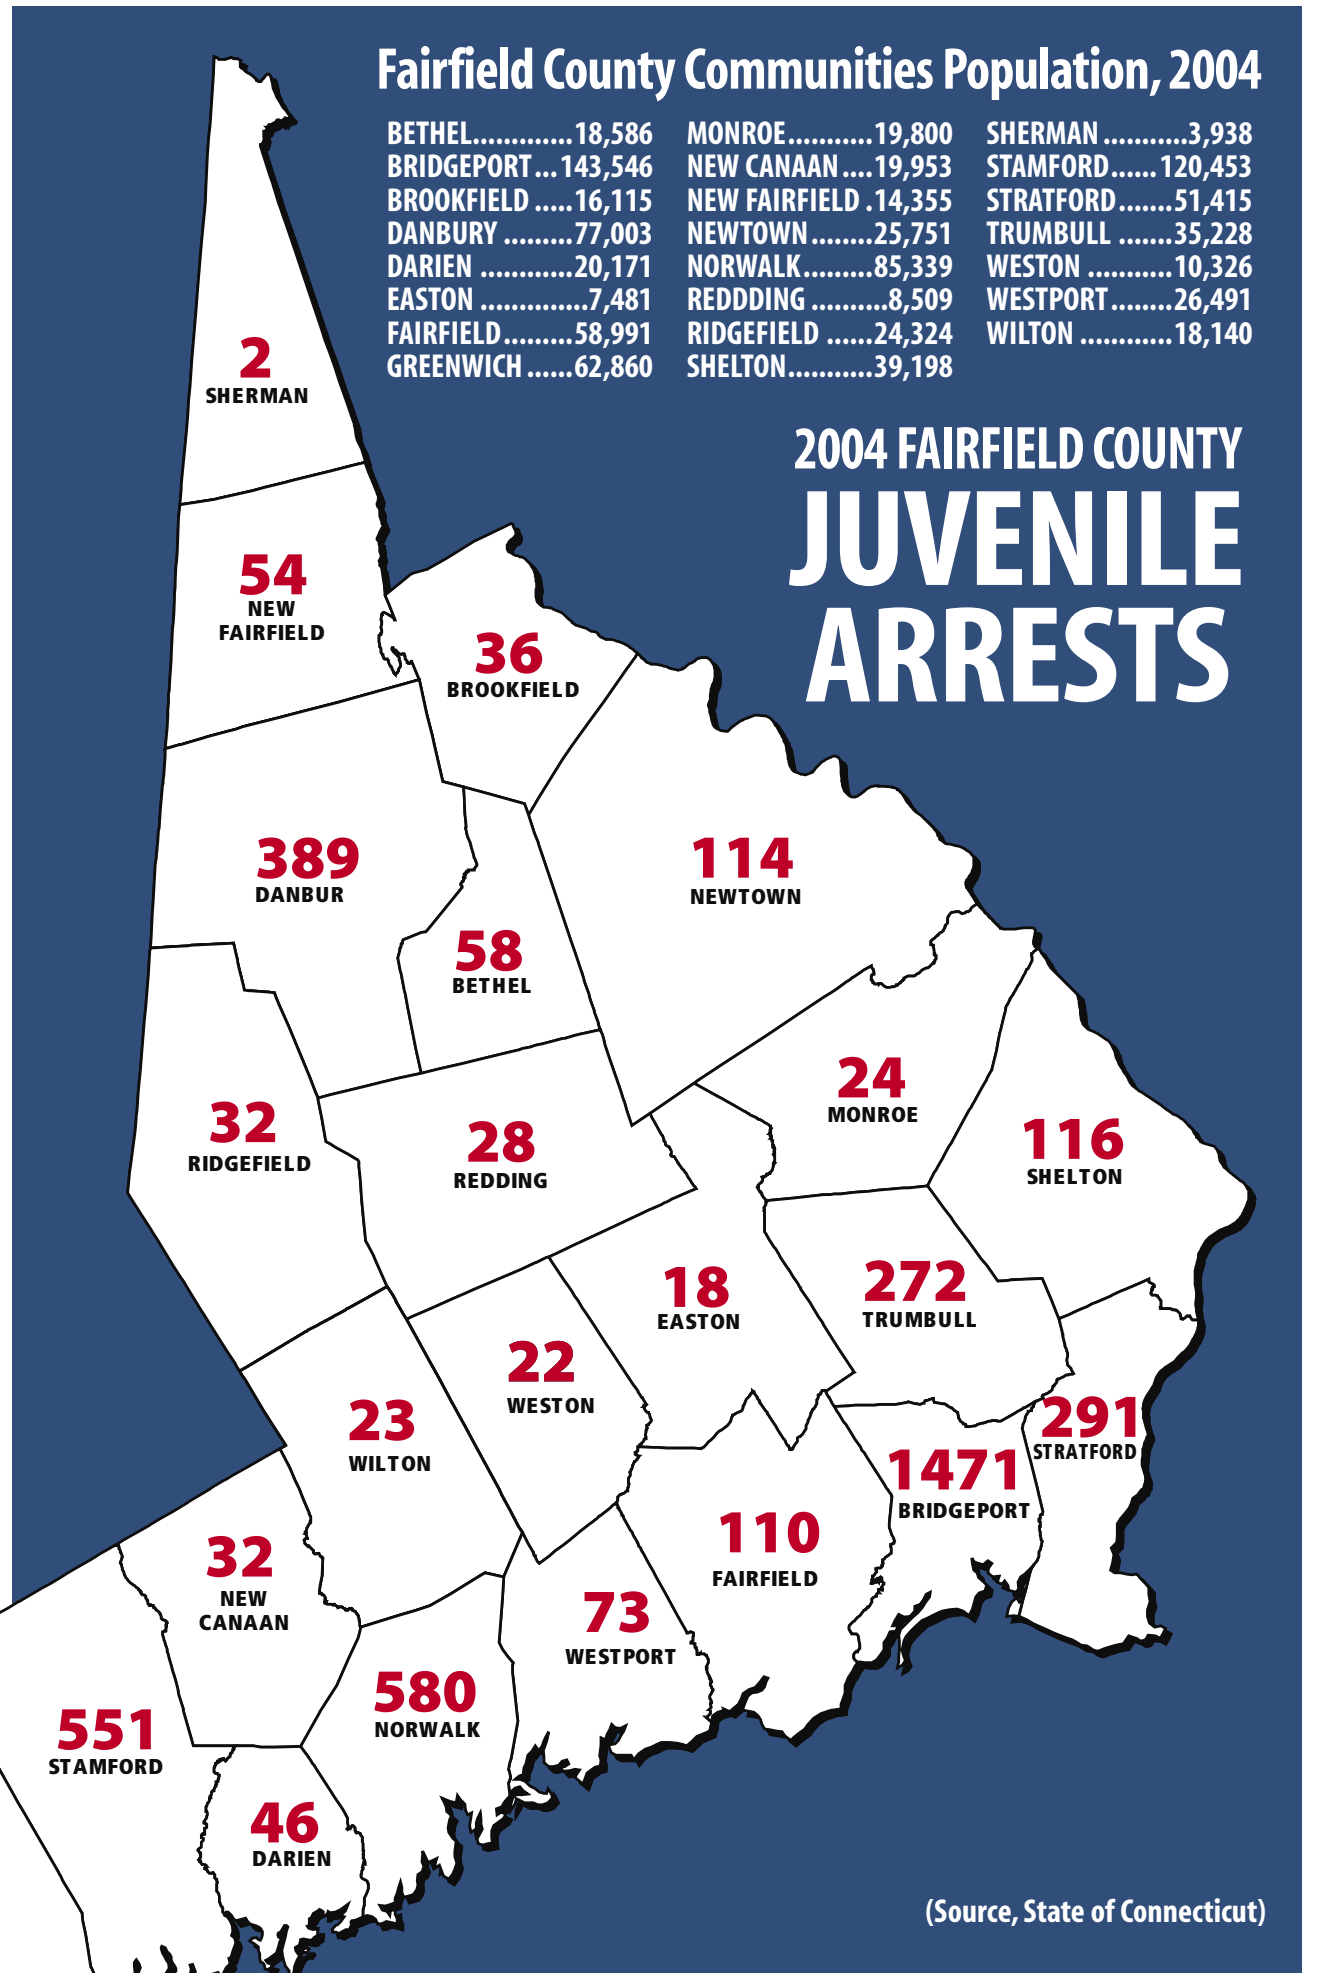 Fairfield County Communities Population, 2004
BETHEL.............18,586
BRIDGEPORT...143,546
BROOKFIELD .....16,115
DANBURY .........77,003
DARIEN ............20,171
EASTON ..............7,481
FAIRFIELD.........58,991
GREENWICH ......62,860
MONROE...........19,800
NEW CANAAN ....19,953
NEW FAIRFIELD .14,355
NEWTOWN........25,751
NORWALK.........85,339
REDDDING ..........8,509
RIDGEFIELD ......24,324
SHELTON...........39,198
SHERMAN ...........3,938
STAMFORD......120,453
STRATFORD.......51,415
TRUMBULL .......35,228
WESTON ...........10,326
WESTPORT........26,491
WILTON ............18,140
2004 FAIRFIELD COUNTY
JUVENILE
ARRESTS
2
SHERMAN
54
NEW
FAIRFIELD
36
BROOKFIELD
389
DANBUR
114
NEWTOWN
58
BETHEL
24
MONROE
32
RIDGEFIELD
28
REDDING
116
SHELTON
18
EASTON
272
TRUMBULL
22
WESTON
23
WILTON
291
STRATFORD
1471
BRIDGEPORT
110
FAIRFIELD
32
NEW
CANAAN
73
WESTPORT
580
NORWALK
551
STAMFORD
46
DARIEN
(Source, State of Connecticut)